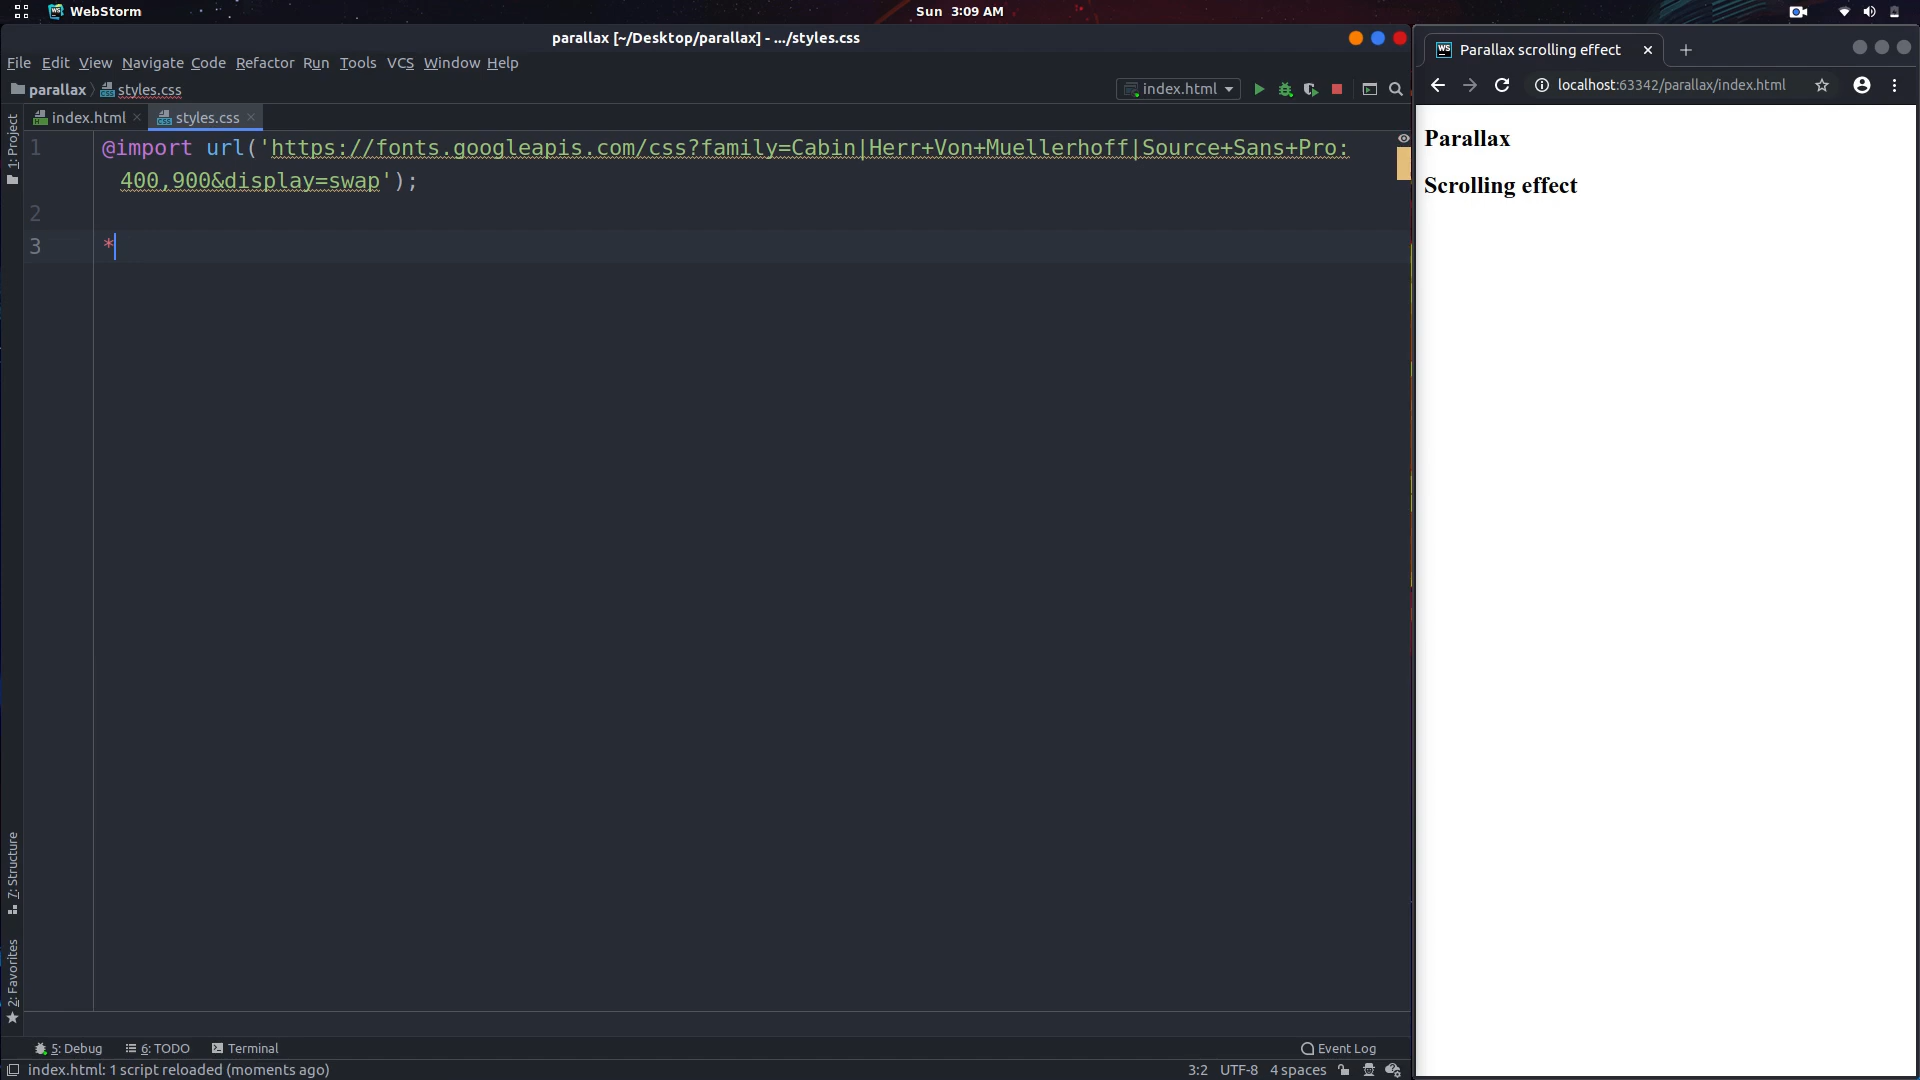 WebStorm
Sun 3:09 AM
parallax [~/Desktop/parallax] - .../styles.css
File Edit View Navigate Code Refactor Run Tools VCS Window Help
parallax styles.css
index.html
index.html
styles.css
1 @import url('https://fonts.googleapis.com/css?family=Cabin|Herr+Von+Muellerhoff|Source+Sans+Pro:
400,900&display=swap');
2
3 *
1: Project
7: Structure
2: Favorites
5: Debug
6: TODO
Terminal
Event Log
index.html: 1 script reloaded (moments ago)
3:2 UTF-8 4 spaces
WS Parallax scrolling effect
localhost:63342/parallax/index.html
Parallax
Scrolling effect